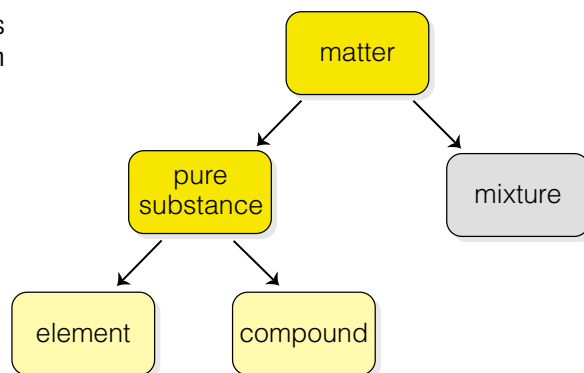 matter
pure
substance
mixture
element
compound